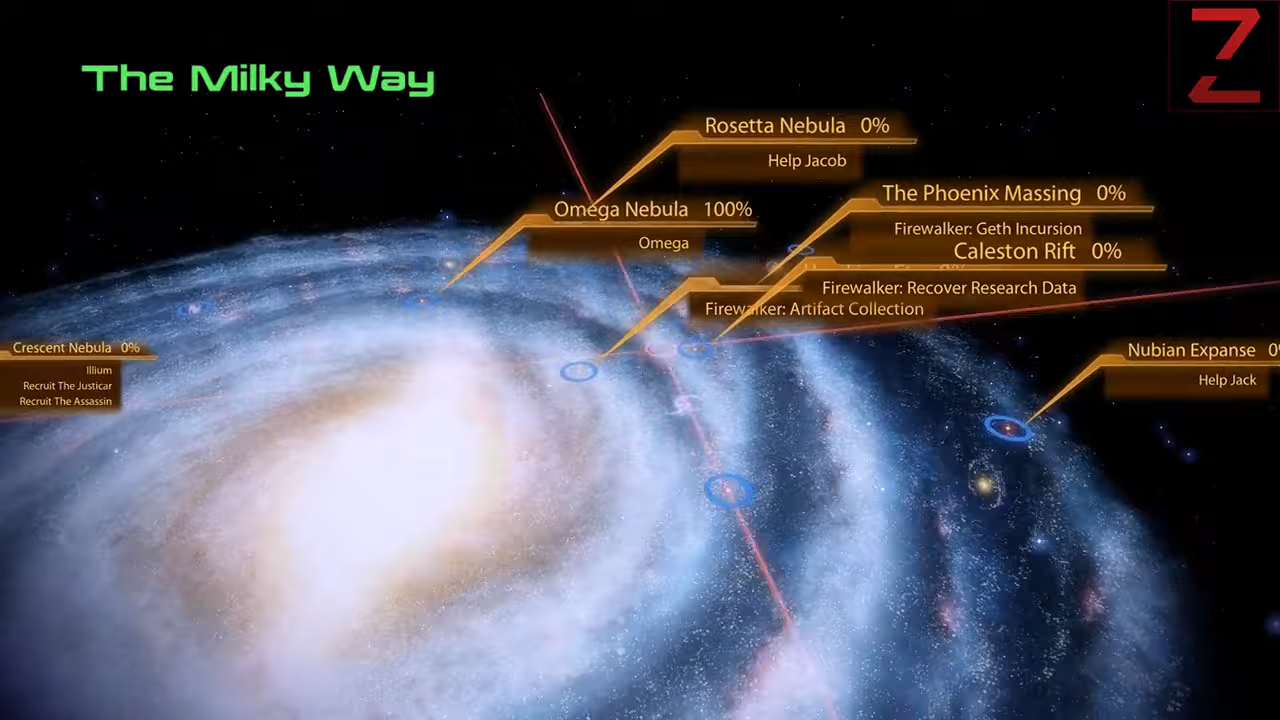 The Milky Way
Z
Rosetta Nebula 0%
Help Jacob
Omega Nebula 100%
Omega
The Phoenix Massing 0%
Firewalker: Geth Incursion
Caleston Rift 0%
Firewalker: Recover Research Data
Firewalker: Artifact Collection
Crescent Nebula 0%
Illium
Recruit The Justicar
Recruit The Assassin
Nubian Expanse 0%
Help Jack